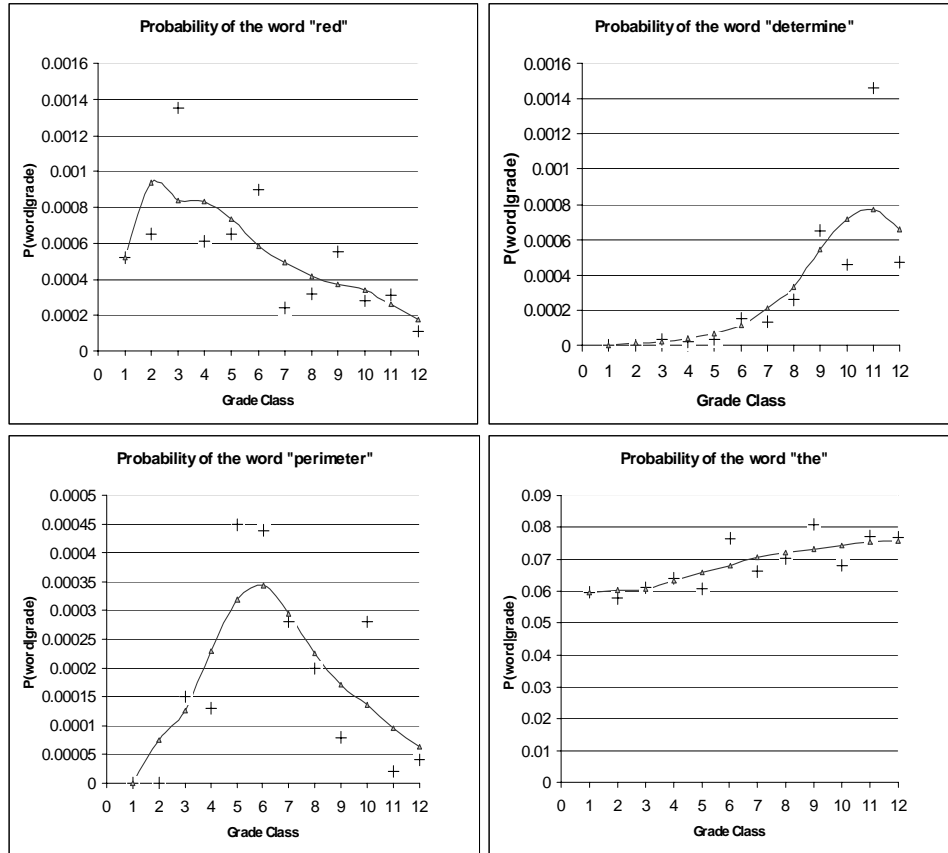 Probability of the word "red"
0.0016
0.0014
0.0012
0.001
0.0008
0.0006
0.0004
0.0002
0
P(word|grade)
0 1 2 3 4 5 6 7 8 9 10 11 12
Grade Class
Probability of the word "determine"
0.0016
0.0014
0.0012
0.001
0.0008
0.0006
0.0004
0.0002
0
P(word|grade)
0 1 2 3 4 5 6 7 8 9 10 11 12
Grade Class
Probability of the word "perimeter"
0.0005
0.00045
0.0004
0.00035
0.0003
0.00025
0.0002
0.00015
0.0001
0.00005
0
P(word|grade)
0 1 2 3 4 5 6 7 8 9 10 11 12
Grade Class
Probability of the word "the"
0.09
0.08
0.07
0.06
0.05
0.04
0.03
0.02
0.01
0
P(word|grade)
0 1 2 3 4 5 6 7 8 9 10 11 12
Grade Class